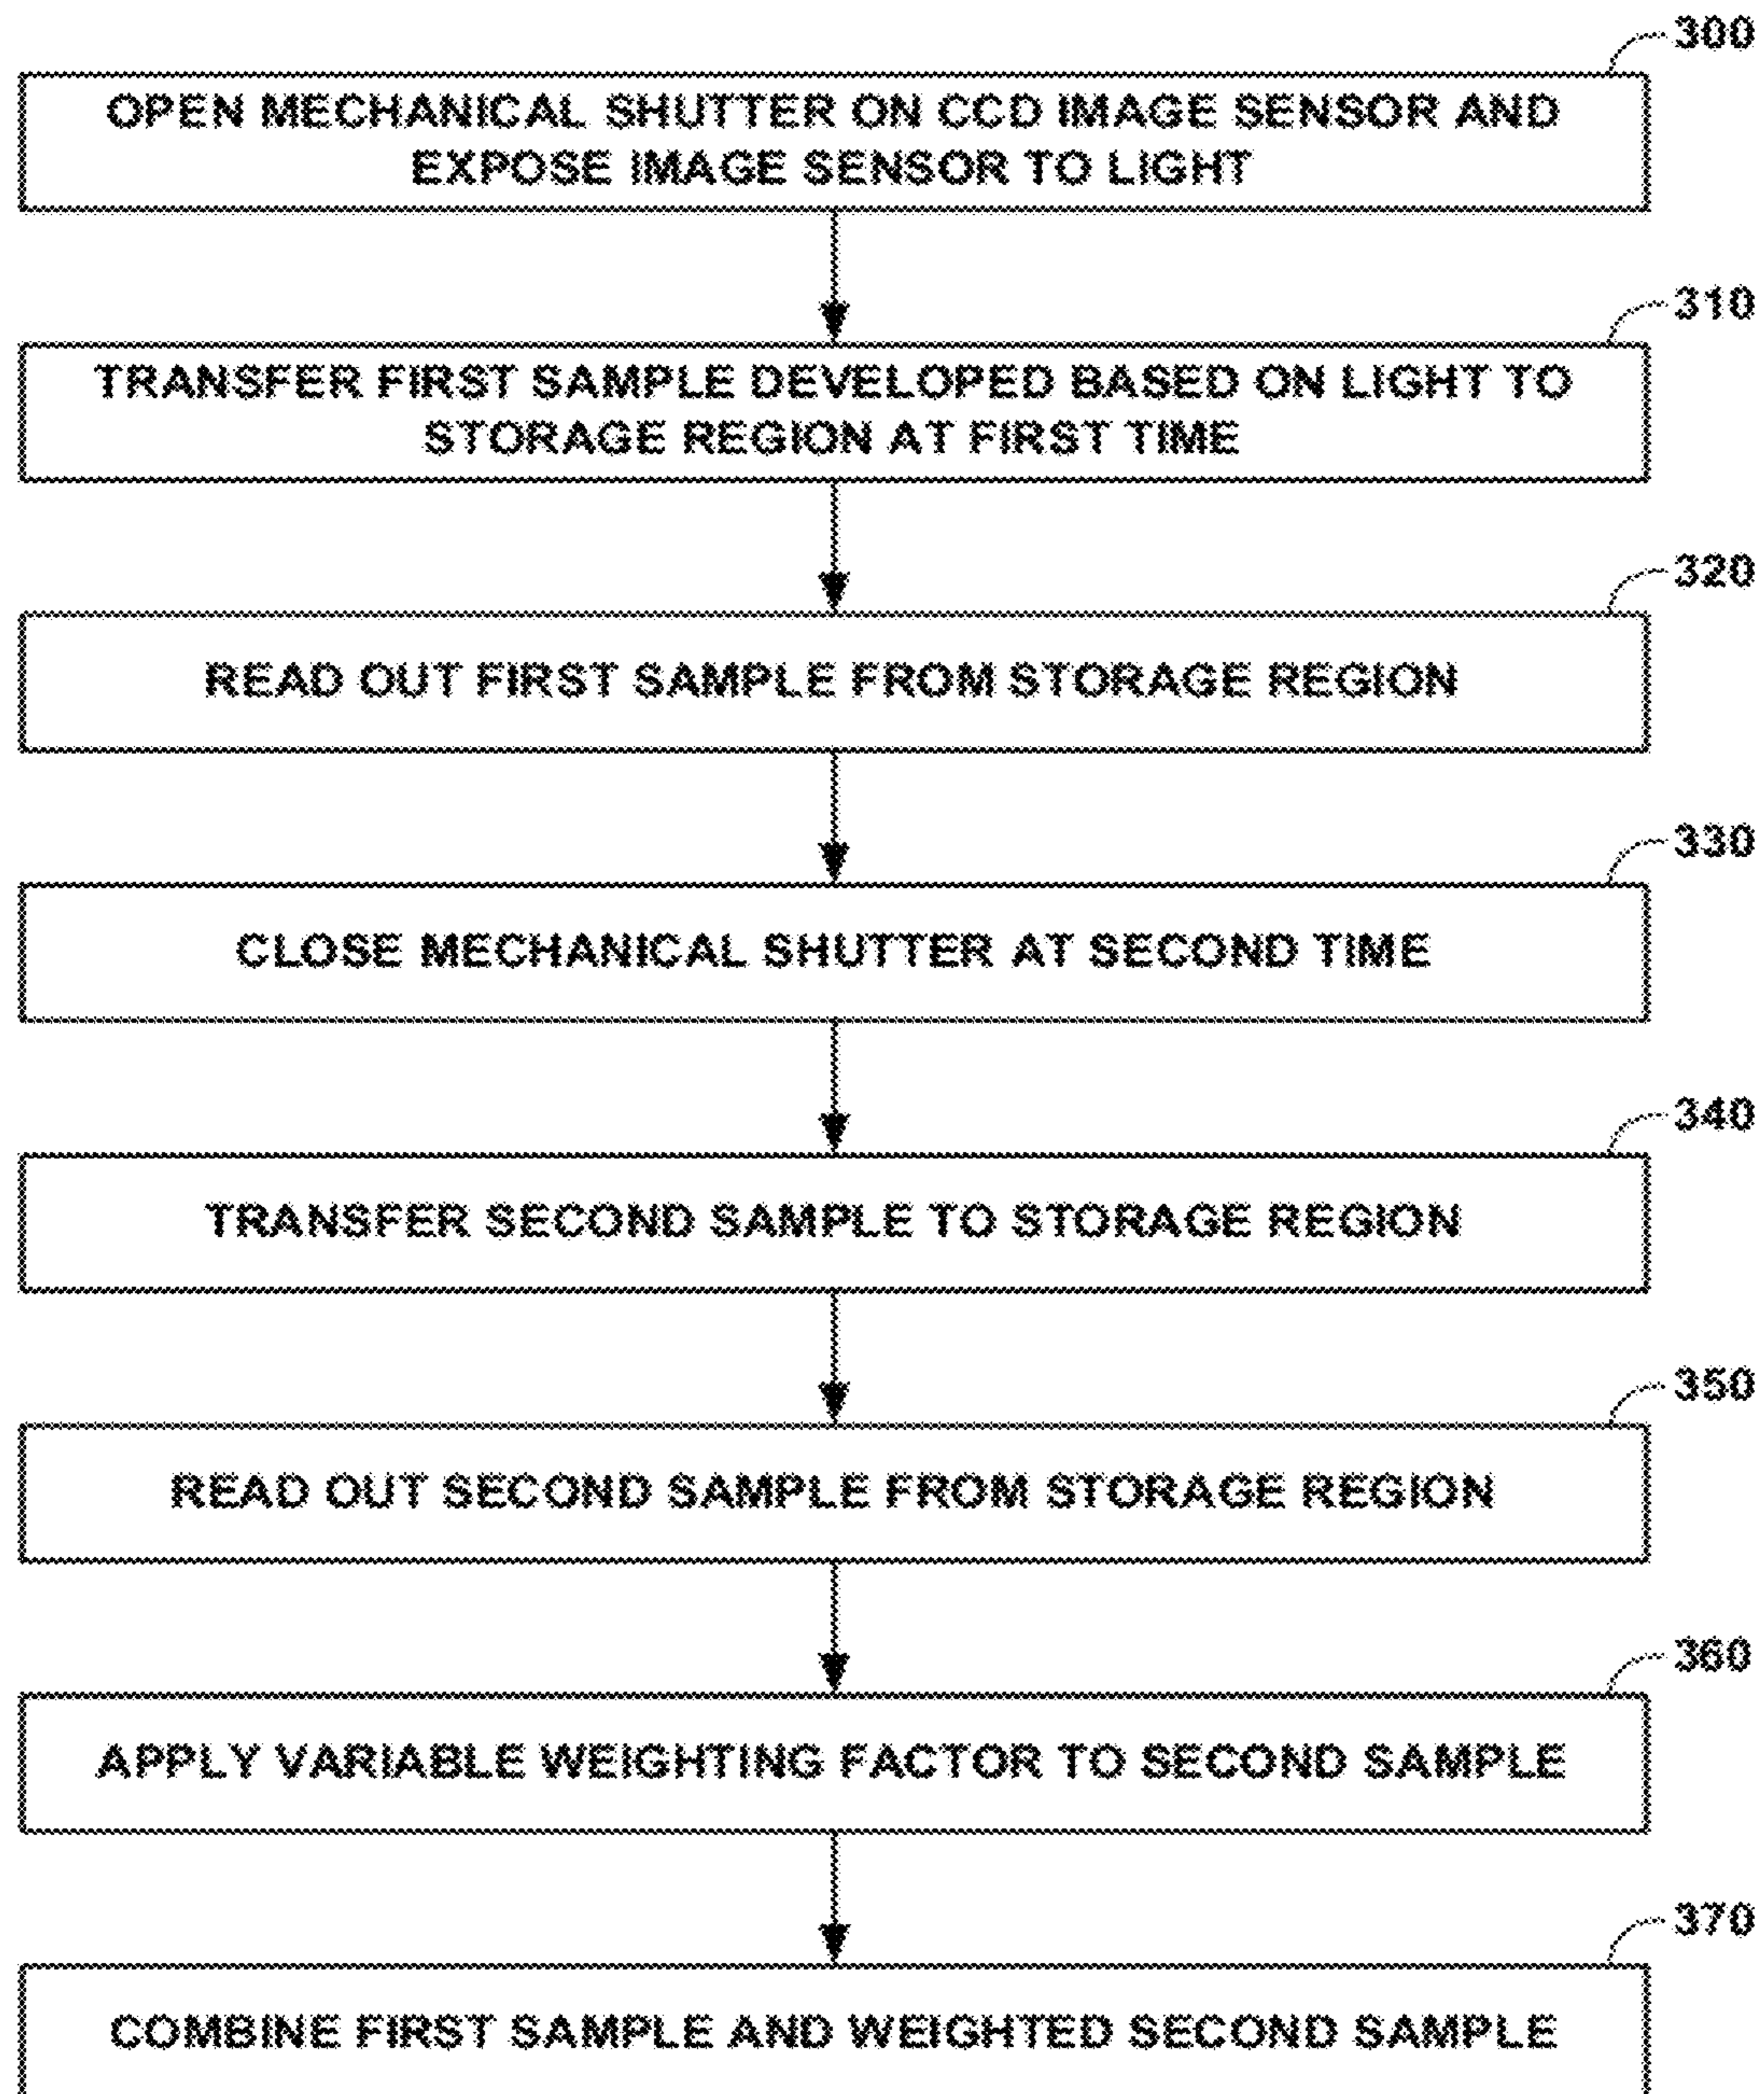 300
OPEN MECHANICAL SHUTTER ON CCD IMAGE SENSOR AND
EXPOSE IMAGE SENSOR TO LIGHT
310
TRANSFER FIRST SAMPLE DEVELOPED BASED ON LIGHT TO
STORAGE REGION AT FIRST TIME
320
READ OUT FIRST SAMPLE FROM STORAGE REGION
330
CLOSE MECHANICAL SHUTTER AT SECOND TIME
340
TRANSFER SECOND SAMPLE TO STORAGE REGION
350
READ OUT SECOND SAMPLE FROM STORAGE REGION
360
APPLY VARIABLE WEIGHTING FACTOR TO SECOND SAMPLE
370
COMBINE FIRST SAMPLE AND WEIGHTED SECOND SAMPLE